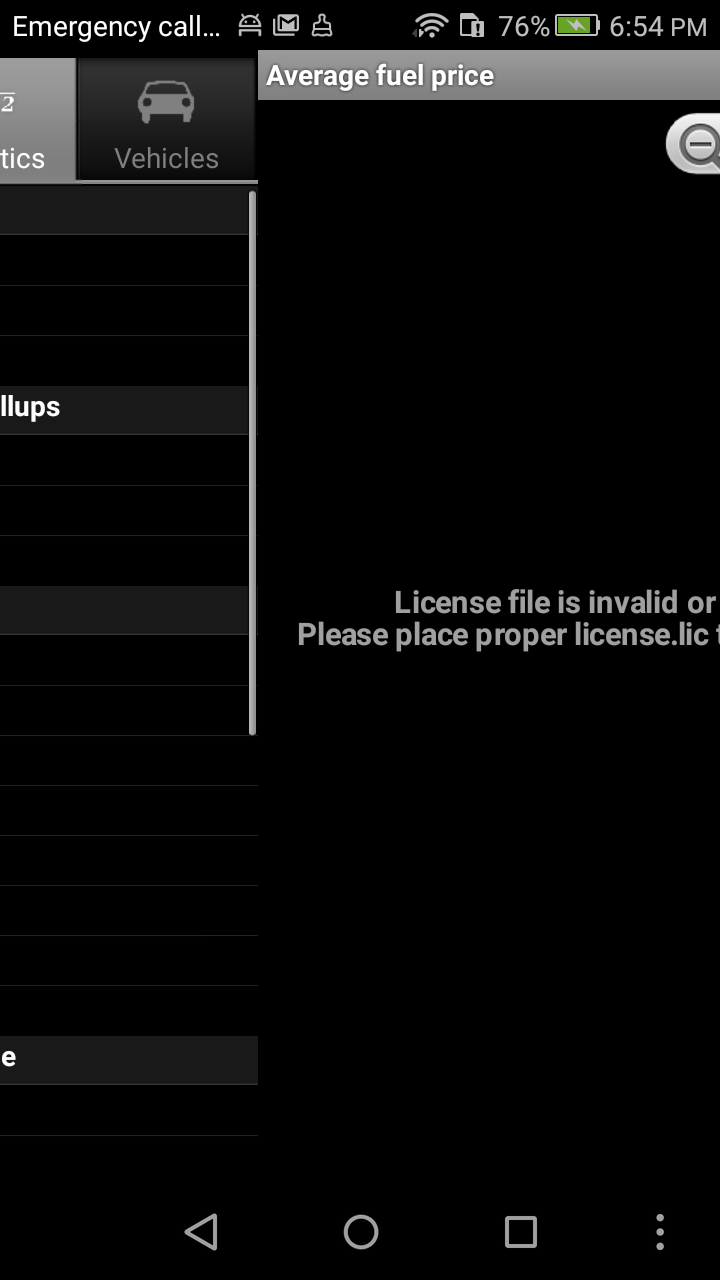 Emergency call...
76%
6:54 PM
2
tics
Vehicles
Average fuel price
llups
License file is invalid or
Please place proper license.lic
e